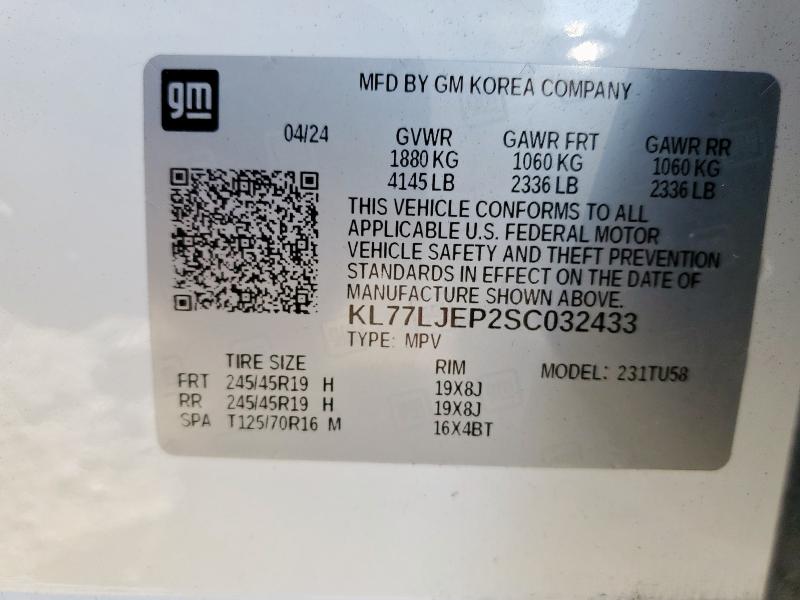 gm
MFD BY GM KOREA COMPANY
04/24 GVWR GAWR FRT GAWR RR
1880 KG 1060 KG 1060 KG
4145 LB 2336 LB 2336 LB
THIS VEHICLE CONFORMS TO ALL
APPLICABLE U.S. FEDERAL MOTOR
VEHICLE SAFETY AND THEFT PREVENTION
STANDARDS IN EFFECT ON THE DATE OF
MANUFACTURE SHOWN ABOVE.
KL77LJEP2SC032433
TYPE: MPV
TIRE SIZE RIM MODEL: 231TU58
FRT 245/45R19 H 19X8J
RR 245/45R19 H 19X8J
SPA T125/70R16 M 16X4BT